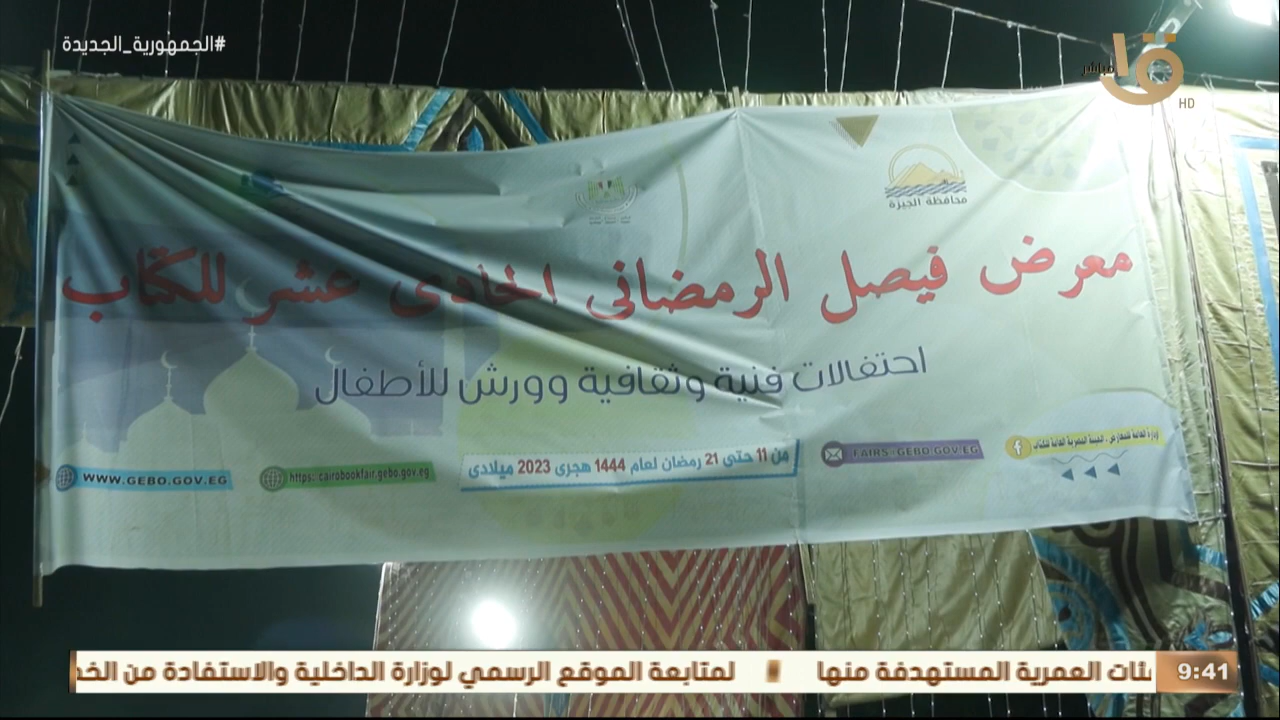 #الجمهورية_الجديدة
مباشر
HD
محافظة الجيزة
معرض فيصل الرمضانى الحادى عشر للكتاب
احتفالات فنية وثقافية وورش للأطفال
من 11 حتى 21 رمضان لعام 1444 هجرى 2023 ميلادى
FAIRS@GEBO.GOV.EG
https: cairobookfair.gebo.gov.eg
WWW.GEBO.GOV.EG
9:41
ئات العمرية المستهدفة منها
لمتابعة الموقع الرسمي لوزارة الداخلية والاستفادة من الخد